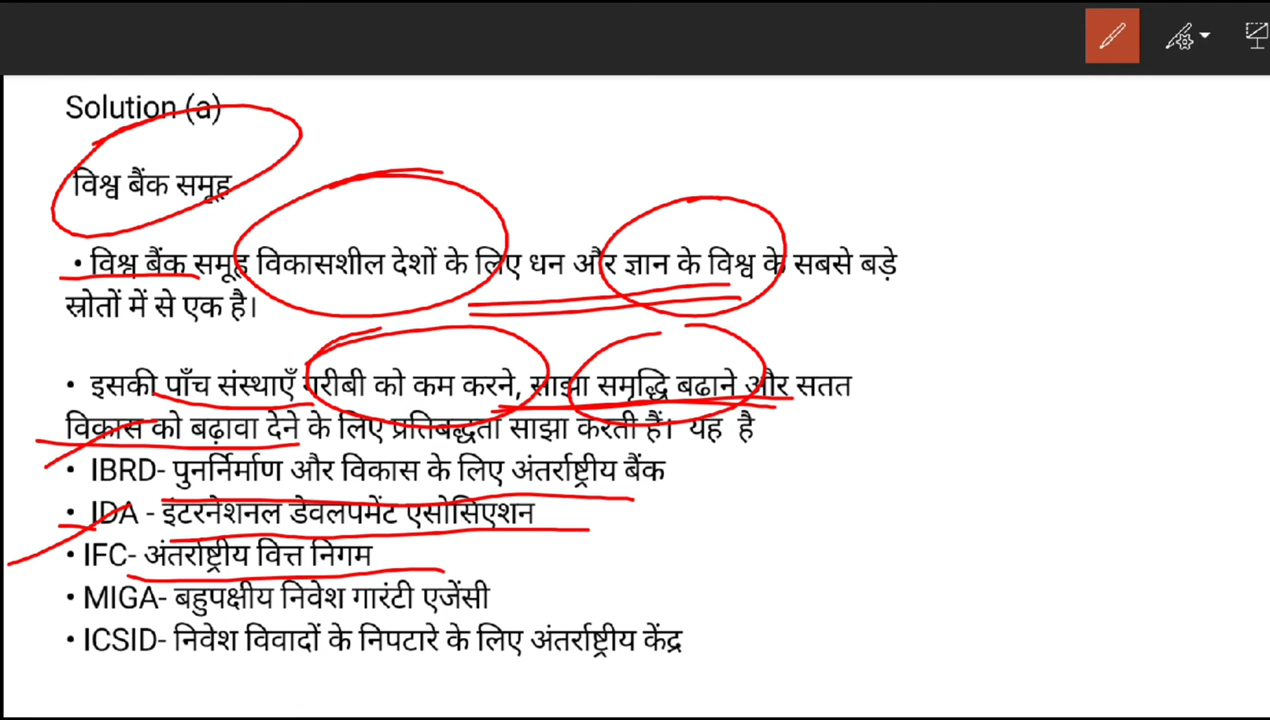 Solution (a)
विश्व बैंक समूह
• विश्व बैंक समूह विकासशील देशों के लिए धन और ज्ञान के विश्व के सबसे बड़े
स्रोतों में से एक है।
• इसकी पाँच संस्थाएँ गरीबी को कम करने, साझा समृद्धि बढाने और सतत
विकास को बढ़ावा देने के लिए प्रतिबद्धता साझा करती हैं। यह है
• IBRD- पुनर्निर्माण और विकास के लिए अंतर्राष्ट्रीय बैंक
• IDA - इंटरनेशनल डेवलपमेंट एसोसिएशन
• IFC- अंतर्राष्ट्रीय वित्त निगम
• MIGA- बहुपक्षीय निवेश गारंटी एजेंसी
• ICSID- निवेश विवादों के निपटारे के लिए अंतर्राष्ट्रीय केंद्र